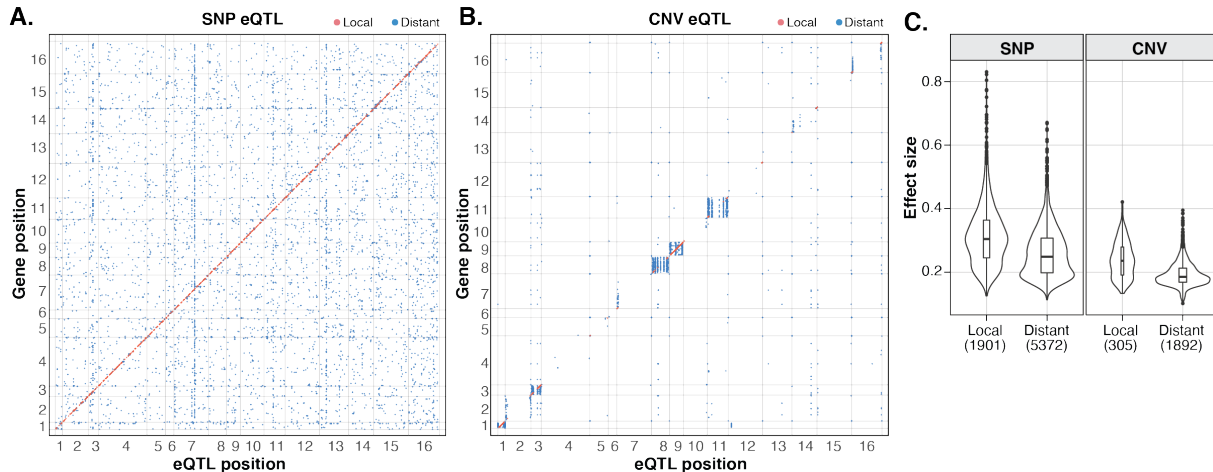 A.
SNP eQTL
Local
Distant
Gene position
16
15
14
13
12
11
10
9
8
7
6
5
4
3
2
1
1 2 3 4 5 6 7 8 9 10 11 12 13 14 15 16
eQTL position
B.
CNV eQTL
Local
Distant
Gene position
16
15
14
13
12
11
10
9
8
7
6
5
4
3
2
1
1 2 3 4 5 6 7 8 9 10 11 12 13 14 15 16
eQTL position
C.
SNP CNV
Effect size
0.8
0.6
0.4
0.2
Local Distant Local Distant
(1901) (5372) (305) (1892)